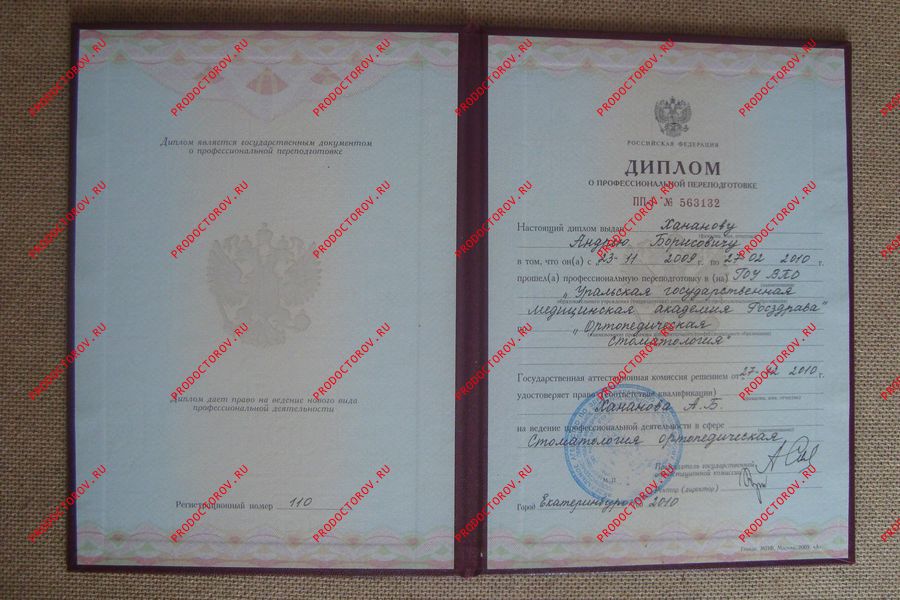 Диплом является государственным документом
о профессиональной переподготовке
Диплом дает право на ведение нового вида
профессиональной деятельности
Регистрационный номер 110
РОССИЙСКАЯ ФЕДЕРАЦИЯ
ДИПЛОМ
О ПРОФЕССИОНАЛЬНОЙ ПЕРЕПОДГОТОВКЕ
ПП-I № 563132
Настоящий диплом выдан Хананову
Андрею Борисовичу
в том, что он(а) с „23-11 2009 г. по 27-02 2010 г.
прошел(а) профессиональную переподготовку в (на) ГОУ ВПО
„Уральская государственная
медицинская академия Росздрава"
„Ортопедическая
стоматология"
Государственная аттестационная комиссия решением от 27-02 2010 г.
удостоверяет право (соответствие квалификации)
Хананова А.Б.
на ведение профессиональной деятельности в сфере
Стоматология ортопедическая
Председатель государственной
аттестационной комиссии
Ректор (директор)
М.П.
Город Екатеринбург 2010
PRODOCTOROV.RU